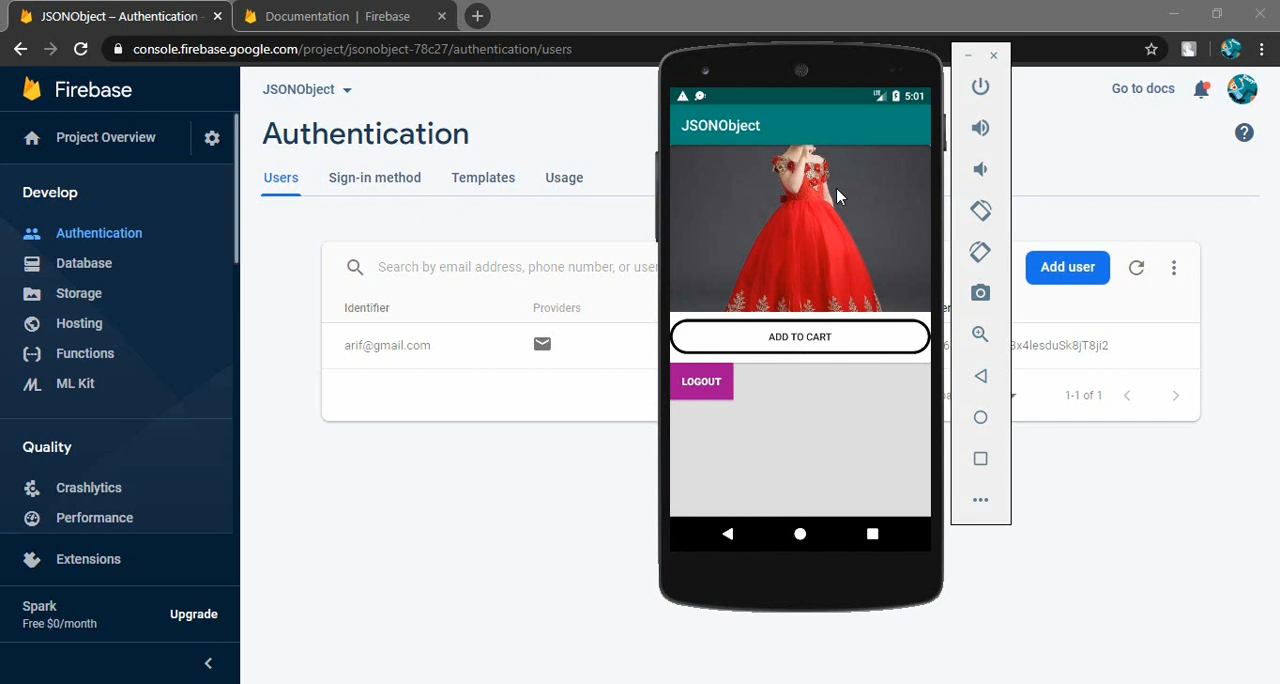 JSONObject – Authentication
Documentation | Firebase
console.firebase.google.com/project/jsonobject-78c27/authentication/users
Firebase
Project Overview
Develop
Authentication
Database
Storage
Hosting
Functions
ML Kit
Quality
Crashlytics
Performance
Extensions
Spark
Free $0/month
Upgrade
JSONObject
Go to docs
Authentication
Users
Sign-in method
Templates
Usage
Search by email address, phone number, or user
Add user
Identifier
Providers
arif@gmail.com
3x4lesduSk8jT8ji2
1-1 of 1
LTE
5:01
JSONObject
ADD TO CART
LOGOUT